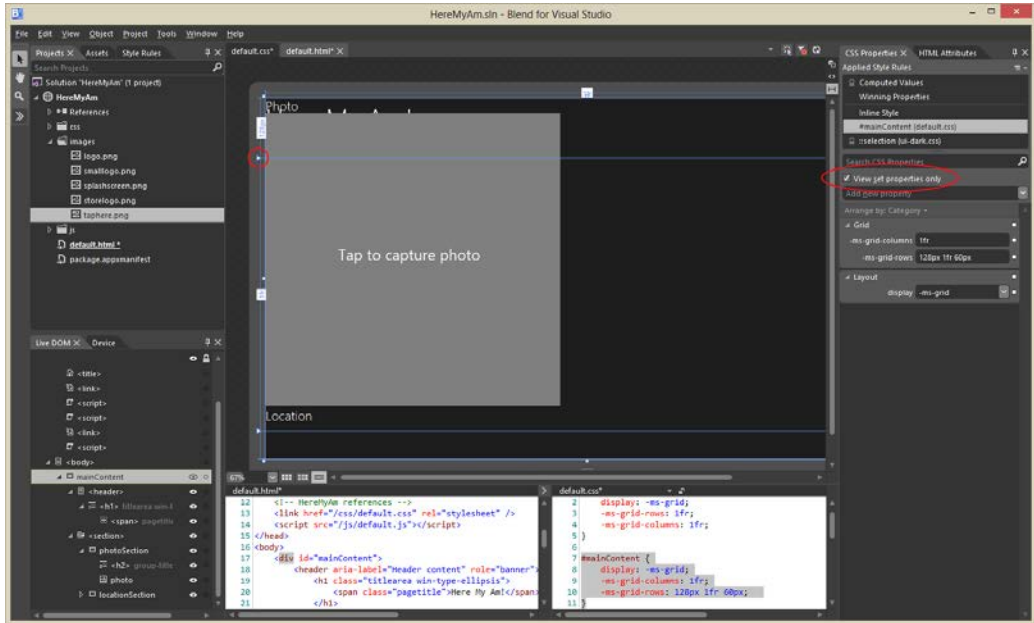 HereMyAm.sln - Blend for Visual Studio
File Edit View Object Project Tools Window Help
Projects Assets Style Rules
Search Projects
Solution "HereMyAm" (1 project)
HereMyAm
References
css
images
logo.png
smalllogo.png
splashscreen.png
storelogo.png
taphere.png
js
default.html *
package.appxmanifest
Live DOM Device
<title>
<link>
<script>
<script>
<link>
<script>
<body>
mainContent
<header>
<h1> titlearea win-t
<span> pagetitle
<section>
photoSection
<h2> group-title
photo
locationSection
default.css* default.html*
Photo
128px
Tap to capture photo
Location
67%
default.html*
12 <!-- HereMyAm references -->
13 <link href="/css/default.css" rel="stylesheet" />
14 <script src="/js/default.js"></script>
15 </head>
16 <body>
17 <div id="mainContent">
18 <header aria-label="Header content" role="banner">
19 <h1 class="titlearea win-type-ellipsis">
20 <span class="pagetitle">Here My Am!</span>
21 </h1>
default.css*
2 display: -ms-grid;
3 -ms-grid-rows: 1fr;
4 -ms-grid-columns: 1fr;
5 }
6
7 #mainContent {
8 display: -ms-grid;
9 -ms-grid-columns: 1fr;
10 -ms-grid-rows: 128px 1fr 60px;
11 }
CSS Properties HTML Attributes
Applied Style Rules
Computed Values
Winning Properties
Inline Style
#mainContent (default.css)
::selection (ui-dark.css)
Search CSS Properties
View set properties only
Add new property
Arrange by: Category
Grid
-ms-grid-columns 1fr
-ms-grid-rows 128px 1fr 60px
Layout
display -ms-grid